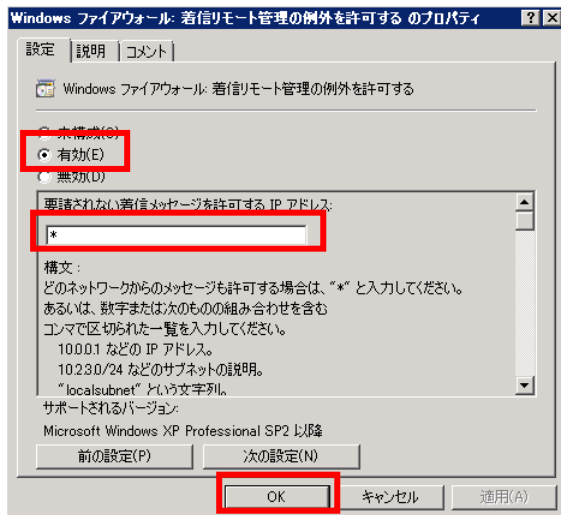 Windows ファイアウォール: 着信リモート管理の例外を許可する のプロパティ
設定 説明 コメント
Windows ファイアウォール: 着信リモート管理の例外を許可する
未構成(C)
有効(E)
無効(D)
要請されない着信メッセージを許可する IP アドレス:
*
構文 :
どのネットワークからのメッセージも許可する場合は、"*" と入力してください。
あるいは、数字または次のものの組み合わせを含む
コンマで区切られた一覧を入力してください。
10.0.0.1 などの IP アドレス。
10.2.3.0/24 などのサブネットの説明。
"localsubnet" という文字列。
サポートされるバージョン:
Microsoft Windows XP Professional SP2 以降
前の設定(P) 次の設定(N)
OK キャンセル 適用(A)